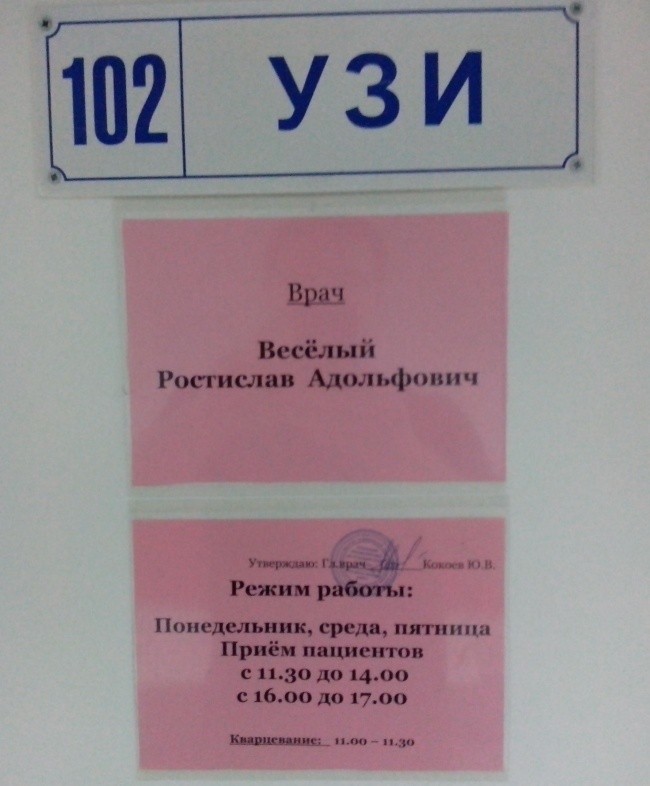 102 УЗИ
Врач
Весёлый
Ростислав Адольфович
Утверждаю: Гл.врач Кокоев Ю.В.
Режим работы:
Понедельник, среда, пятница
Приём пациентов
с 11.30 до 14.00
с 16.00 до 17.00
Кварцевание: 11.00 – 11.30